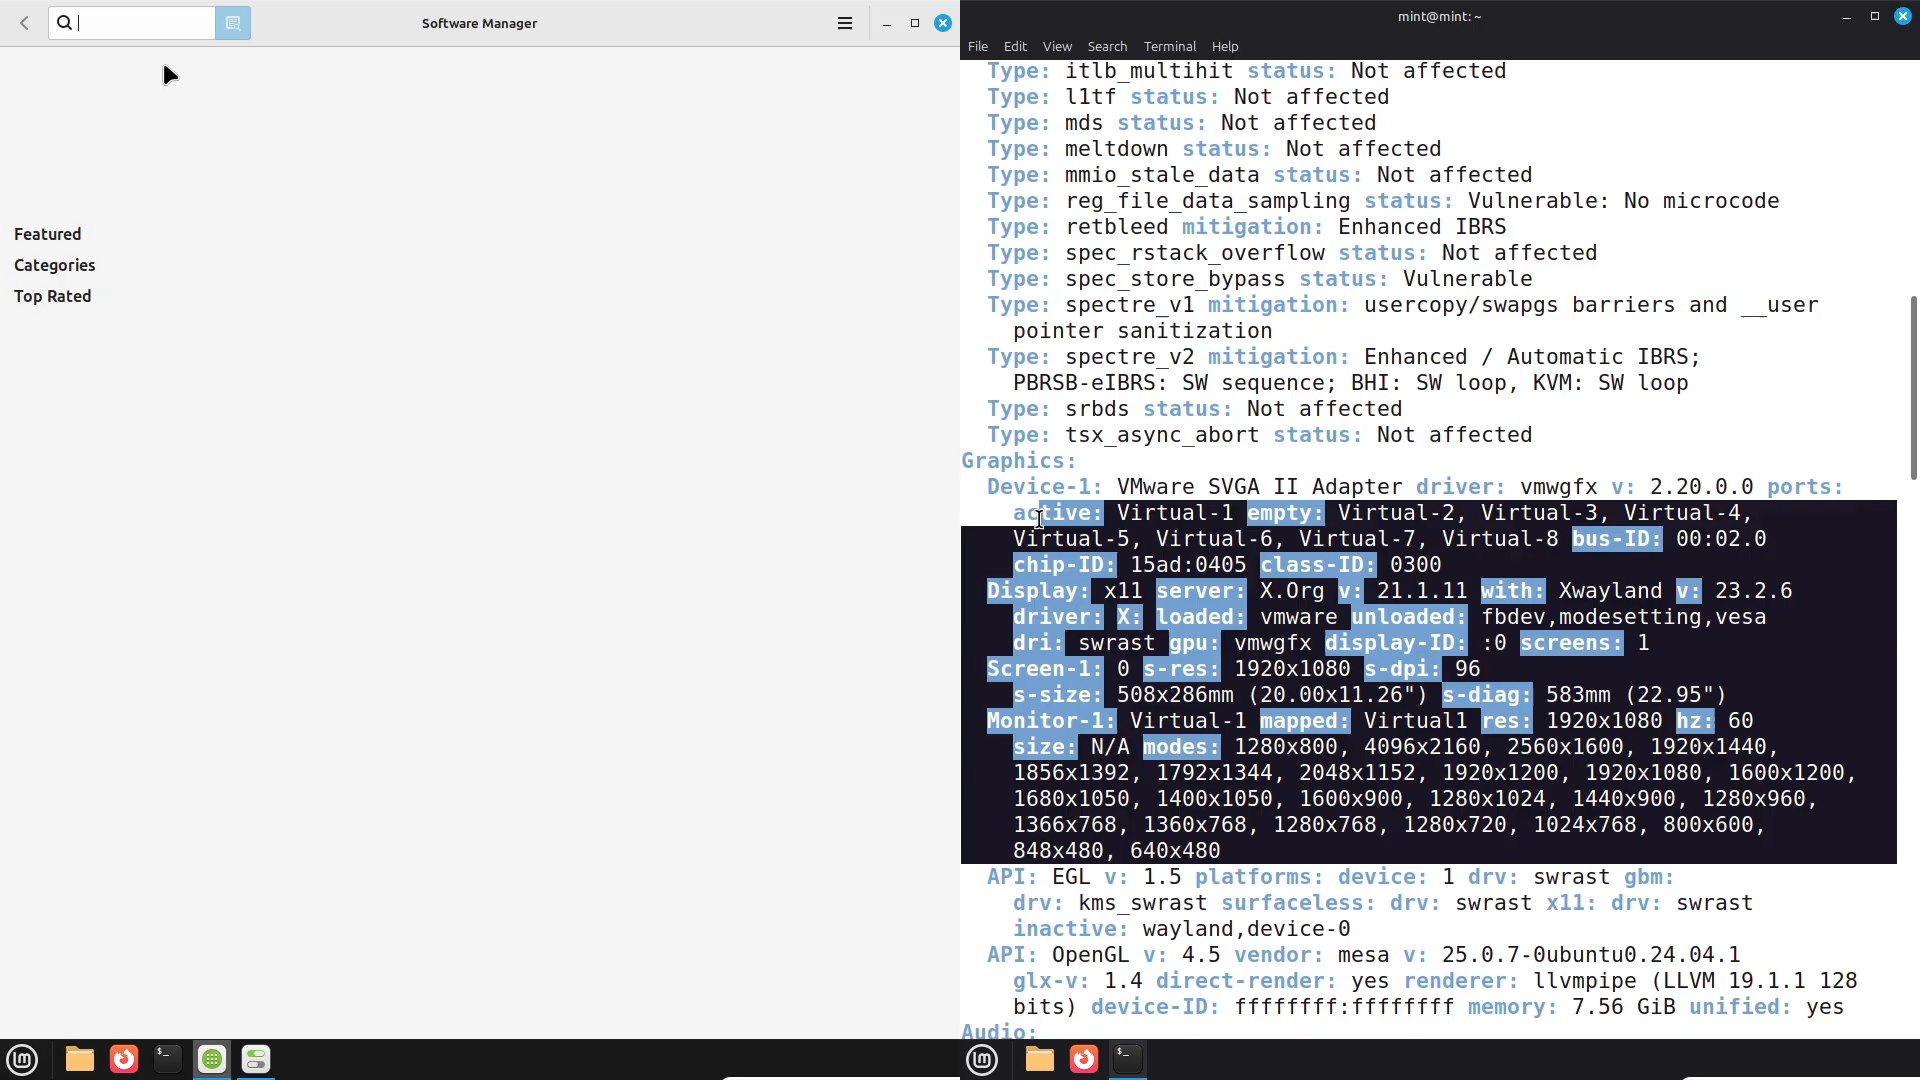 Software Manager
Featured
Categories
Top Rated
mint@mint: ~
File Edit View Search Terminal Help
Type: itlb_multihit status: Not affected
Type: l1tf status: Not affected
Type: mds status: Not affected
Type: meltdown status: Not affected
Type: mmio_stale_data status: Not affected
Type: reg_file_data_sampling status: Vulnerable: No microcode
Type: retbleed mitigation: Enhanced IBRS
Type: spec_rstack_overflow status: Not affected
Type: spec_store_bypass status: Vulnerable
Type: spectre_v1 mitigation: usercopy/swapgs barriers and __user
pointer sanitization
Type: spectre_v2 mitigation: Enhanced / Automatic IBRS;
PBRSB-eIBRS: SW sequence; BHI: SW loop, KVM: SW loop
Type: srbds status: Not affected
Type: tsx_async_abort status: Not affected
Graphics:
Device-1: VMware SVGA II Adapter driver: vmwgfx v: 2.20.0.0 ports:
active: Virtual-1 empty: Virtual-2, Virtual-3, Virtual-4,
Virtual-5, Virtual-6, Virtual-7, Virtual-8 bus-ID: 00:02.0
chip-ID: 15ad:0405 class-ID: 0300
Display: x11 server: X.Org v: 21.1.11 with: Xwayland v: 23.2.6
driver: X: loaded: vmware unloaded: fbdev,modesetting,vesa
dri: swrast gpu: vmwgfx display-ID: :0 screens: 1
Screen-1: 0 s-res: 1920x1080 s-dpi: 96
s-size: 508x286mm (20.00x11.26") s-diag: 583mm (22.95")
Monitor-1: Virtual-1 mapped: Virtual1 res: 1920x1080 hz: 60
size: N/A modes: 1280x800, 4096x2160, 2560x1600, 1920x1440,
1856x1392, 1792x1344, 2048x1152, 1920x1200, 1920x1080, 1600x1200,
1680x1050, 1400x1050, 1600x900, 1280x1024, 1440x900, 1280x960,
1366x768, 1360x768, 1280x768, 1280x720, 1024x768, 800x600,
848x480, 640x480
API: EGL v: 1.5 platforms: device: 1 drv: swrast gbm:
drv: kms_swrast surfaceless: drv: swrast x11: drv: swrast
inactive: wayland,device-0
API: OpenGL v: 4.5 vendor: mesa v: 25.0.7-0ubuntu0.24.04.1
glx-v: 1.4 direct-render: yes renderer: llvmpipe (LLVM 19.1.1 128
bits) device-ID: ffffffff:ffffffff memory: 7.56 GiB unified: yes
Audio: